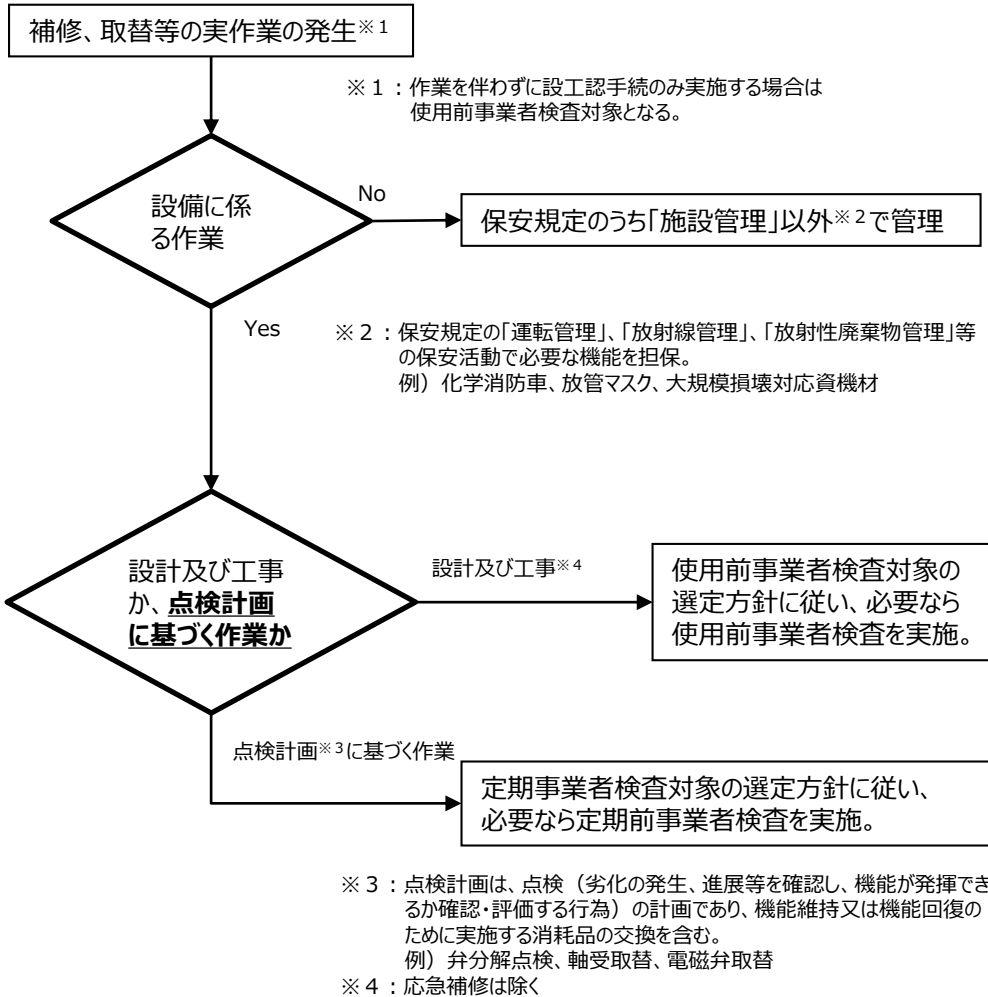 補修、取替等の実作業の発生※1
※1：作業を伴わずに設工認手続のみ実施する場合は
使用前事業者検査対象となる。
設備に係
る作業
No
保安規定のうち「施設管理」以外※2で管理
Yes
※2：保安規定の「運転管理」、「放射線管理」、「放射性廃棄物管理」等
の保安活動で必要な機能を担保。
例）化学消防車、放管マスク、大規模損壊対応資機材
設計及び工事
か、点検計画
に基づく作業か
設計及び工事※4
使用前事業者検査対象の
選定方針に従い、必要なら
使用前事業者検査を実施。
点検計画※3に基づく作業
定期事業者検査対象の選定方針に従い、
必要なら定期前事業者検査を実施。
※3：点検計画は、点検（劣化の発生、進展等を確認し、機能が発揮でき
るか確認・評価する行為）の計画であり、機能維持又は機能回復の
ために実施する消耗品の交換を含む。
例）弁分解点検、軸受取替、電磁弁取替
※4：応急補修は除く